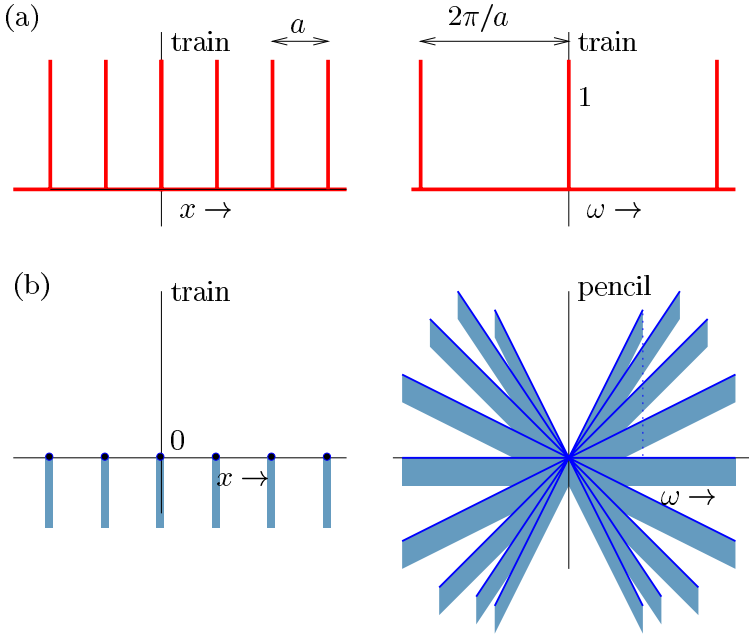 (a)
train
a
x →
2π/a
train
1
ω →
(b)
train
0
x →
pencil
ω →